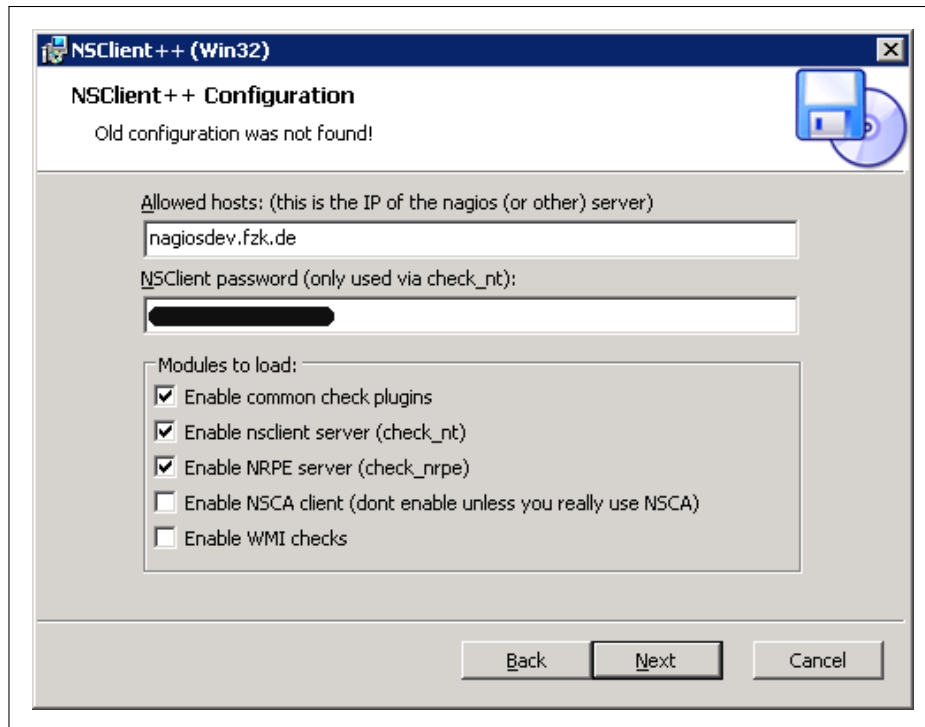 NSClient++ (Win32)
NSClient++ Configuration
Old configuration was not found!
Allowed hosts: (this is the IP of the nagios (or other) server)
nagiosdev.fzk.de
NSClient password (only used via check_nt):
Modules to load:
Enable common check plugins
Enable nsclient server (check_nt)
Enable NRPE server (check_nrpe)
Enable NSCA client (dont enable unless you really use NSCA)
Enable WMI checks
Back Next Cancel